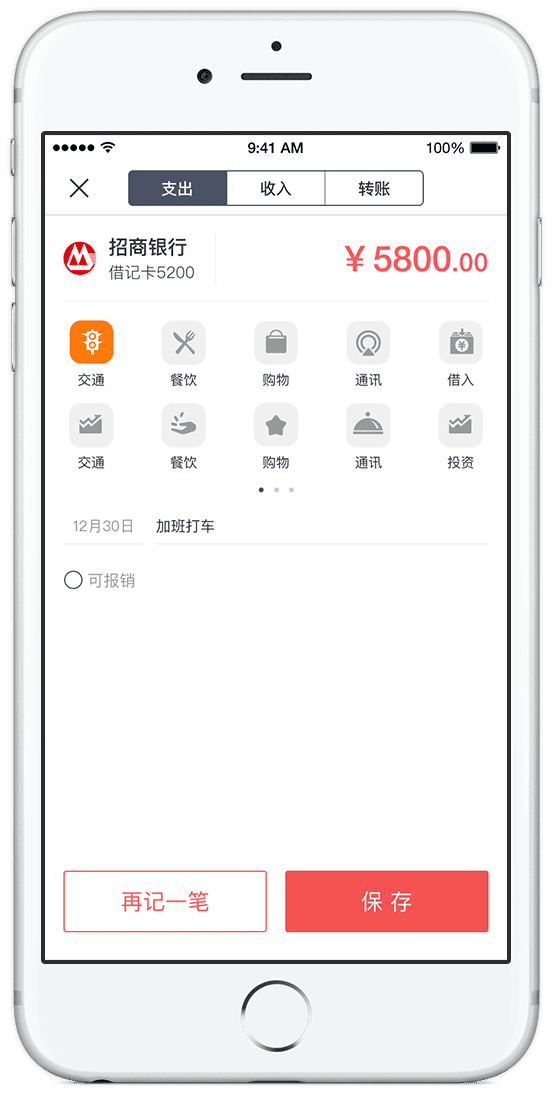 9:41 AM 100%
支出 收入 转账
招商银行
借记卡5200
¥ 5800.00
交通 餐饮 购物 通讯 借入
交通 餐饮 购物 通讯 投资
12月30日 加班打车
可报销
再记一笔 保存